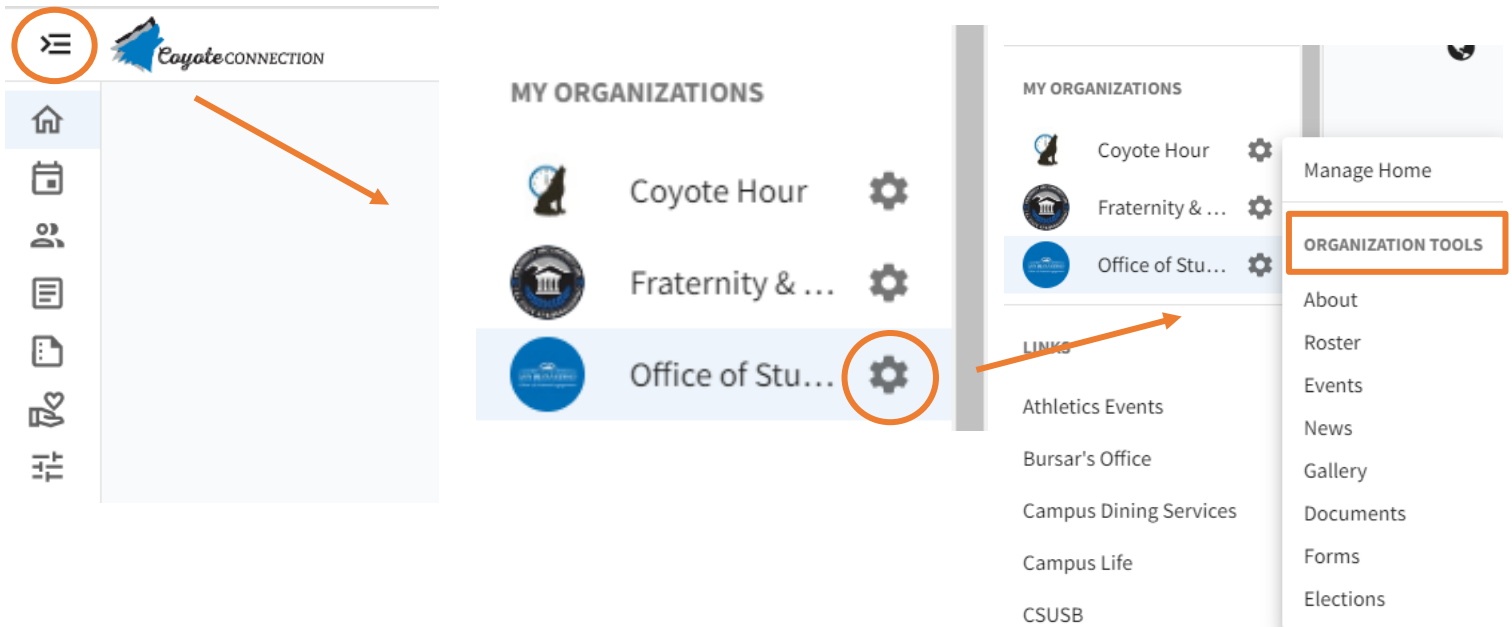 Coyote CONNECTION
MY ORGANIZATIONS
Coyote Hour
Fraternity & ...
Office of Stu...
MY ORGANIZATIONS
Coyote Hour
Fraternity & ...
Office of Stu...
LINKS
Athletics Events
Bursar's Office
Campus Dining Services
Campus Life
CSUSB
Manage Home
ORGANIZATION TOOLS
About
Roster
Events
News
Gallery
Documents
Forms
Elections